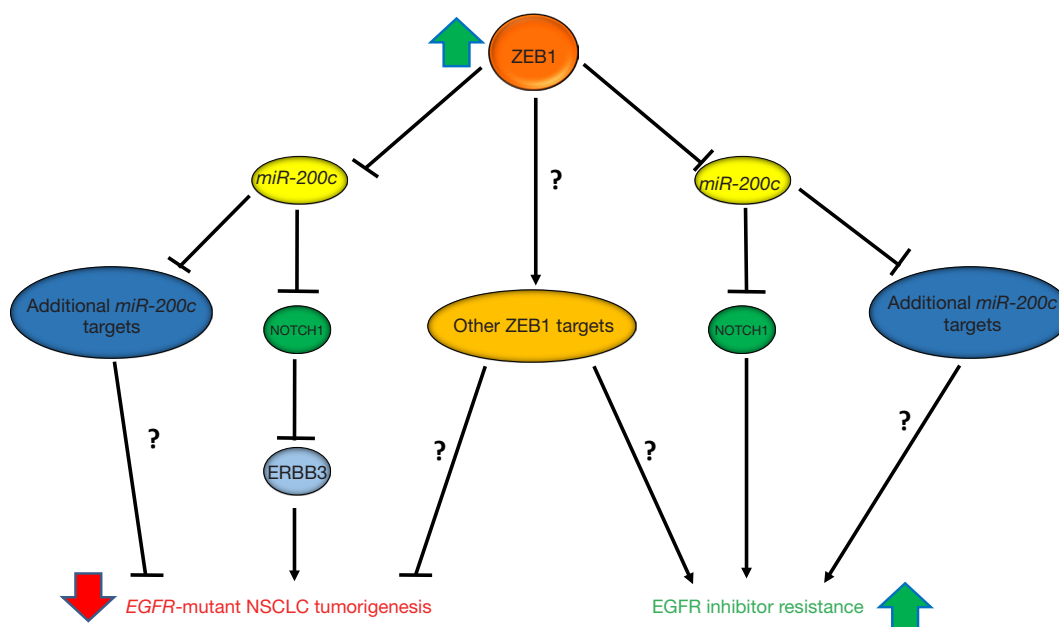 ZEB1
miR-200c
?
miR-200c
Additional miR-200c
targets
NOTCH1
Other ZEB1 targets
NOTCH1
Additional miR-200c
targets
?
ERBB3
?
?
?
EGFR-mutant NSCLC tumorigenesis
EGFR inhibitor resistance